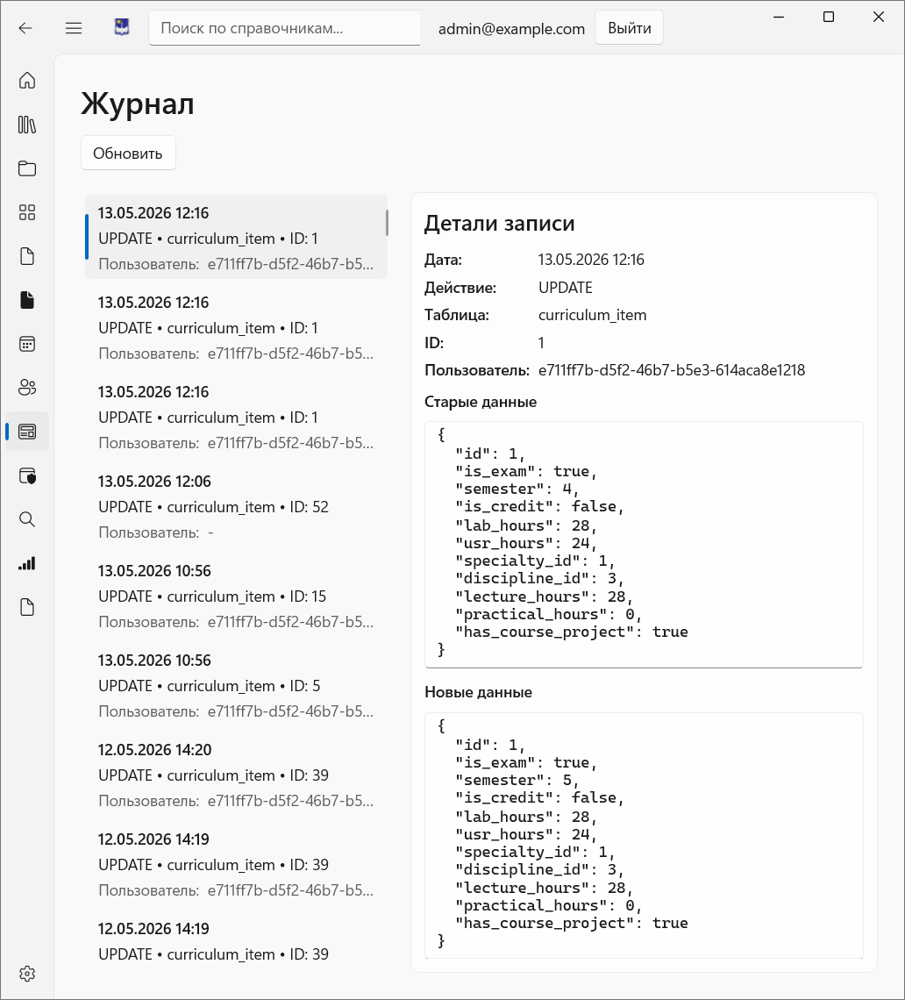 Поиск по справочникам...
admin@example.com
Выйти
Журнал
Обновить
13.05.2026 12:16
UPDATE • curriculum_item • ID: 1
Пользователь: e711ff7b-d5f2-46b7-b5...
13.05.2026 12:16
UPDATE • curriculum_item • ID: 1
Пользователь: e711ff7b-d5f2-46b7-b5...
13.05.2026 12:16
UPDATE • curriculum_item • ID: 1
Пользователь: e711ff7b-d5f2-46b7-b5...
13.05.2026 12:06
UPDATE • curriculum_item • ID: 52
Пользователь: -
13.05.2026 10:56
UPDATE • curriculum_item • ID: 15
Пользователь: e711ff7b-d5f2-46b7-b5...
13.05.2026 10:56
UPDATE • curriculum_item • ID: 5
Пользователь: e711ff7b-d5f2-46b7-b5...
12.05.2026 14:20
UPDATE • curriculum_item • ID: 39
Пользователь: e711ff7b-d5f2-46b7-b5...
12.05.2026 14:19
UPDATE • curriculum_item • ID: 39
Пользователь: e711ff7b-d5f2-46b7-b5...
12.05.2026 14:19
UPDATE • curriculum_item • ID: 39
Детали записи
Дата: 13.05.2026 12:16
Действие: UPDATE
Таблица: curriculum_item
ID: 1
Пользователь: e711ff7b-d5f2-46b7-b5e3-614aca8e1218
Старые данные
{
"id": 1,
"is_exam": true,
"semester": 4,
"is_credit": false,
"lab_hours": 28,
"usr_hours": 24,
"specialty_id": 1,
"discipline_id": 3,
"lecture_hours": 28,
"practical_hours": 0,
"has_course_project": true
}
Новые данные
{
"id": 1,
"is_exam": true,
"semester": 5,
"is_credit": false,
"lab_hours": 28,
"usr_hours": 24,
"specialty_id": 1,
"discipline_id": 3,
"lecture_hours": 28,
"practical_hours": 0,
"has_course_project": true
}